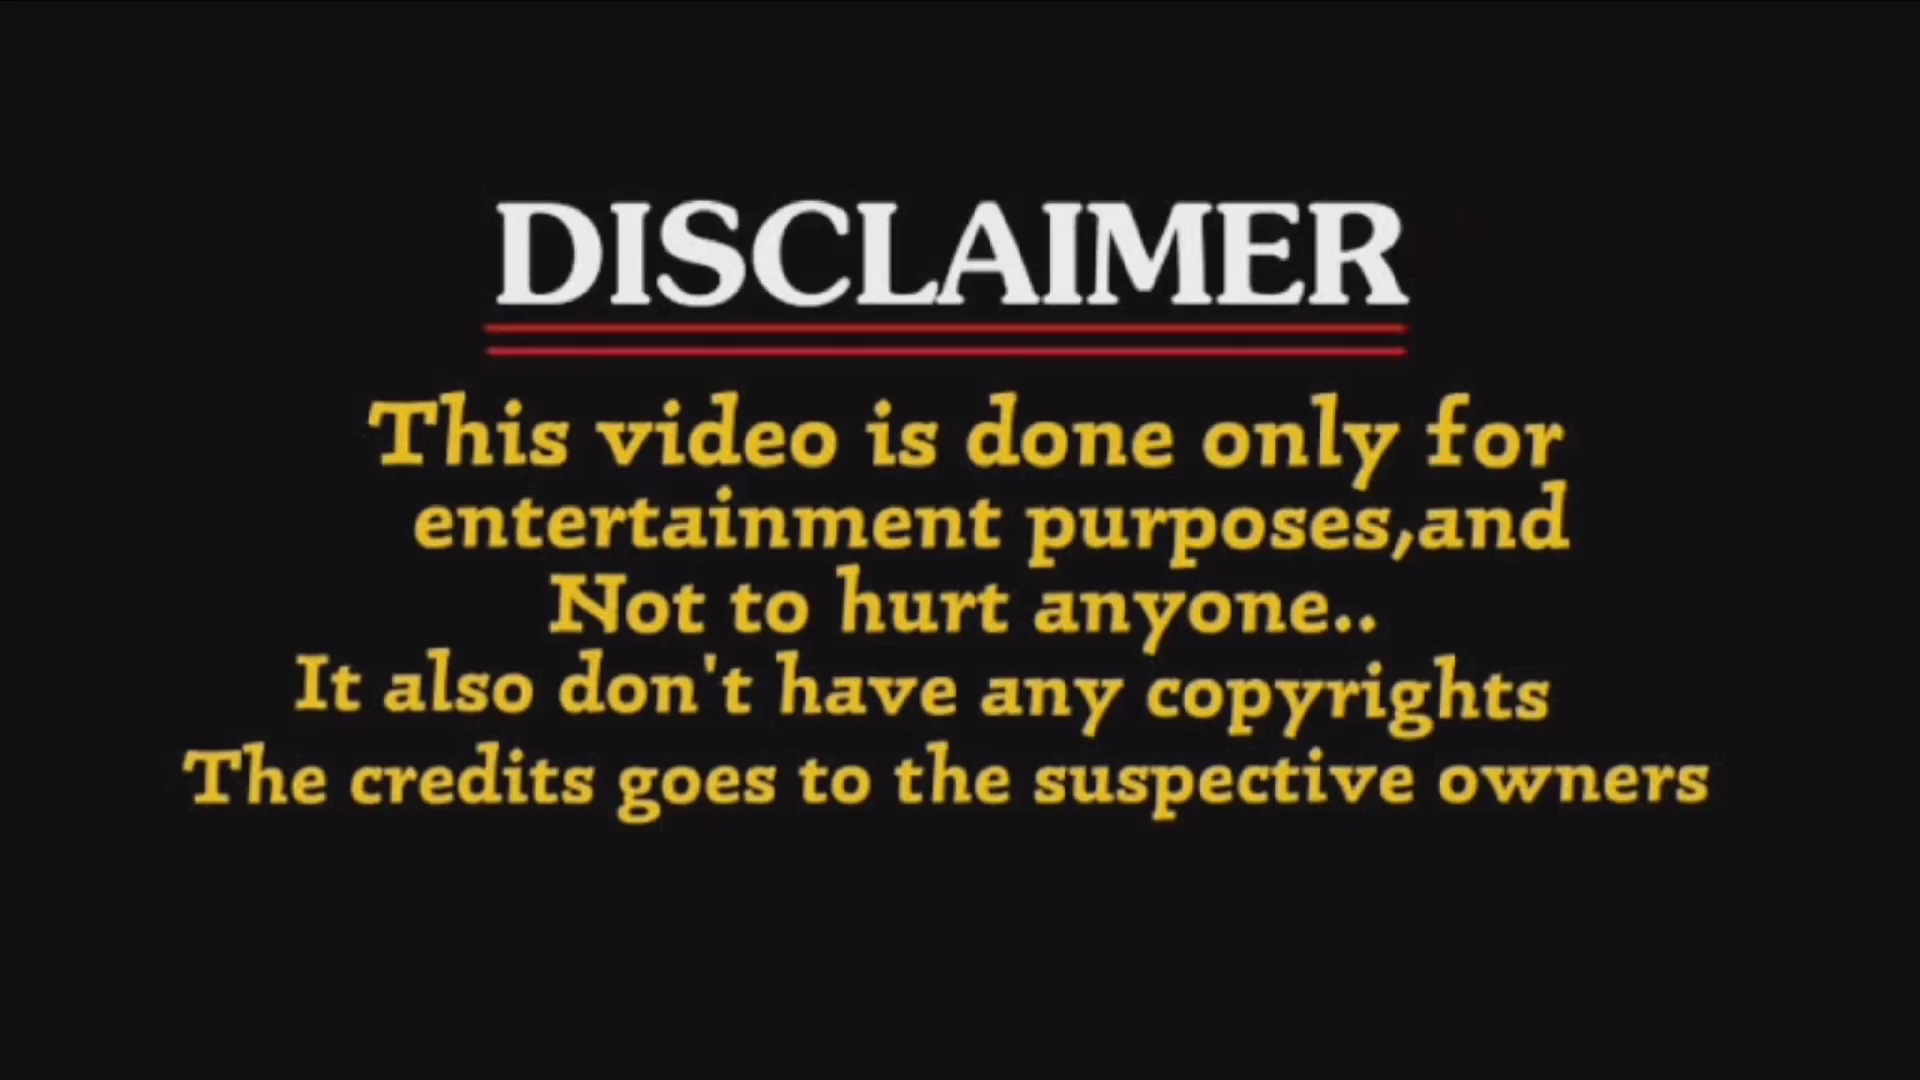 DISCLAIMER
This video is done only for
entertainment purposes,and
Not to hurt anyone..
It also don't have any copyrights
The credits goes to the suspective owners